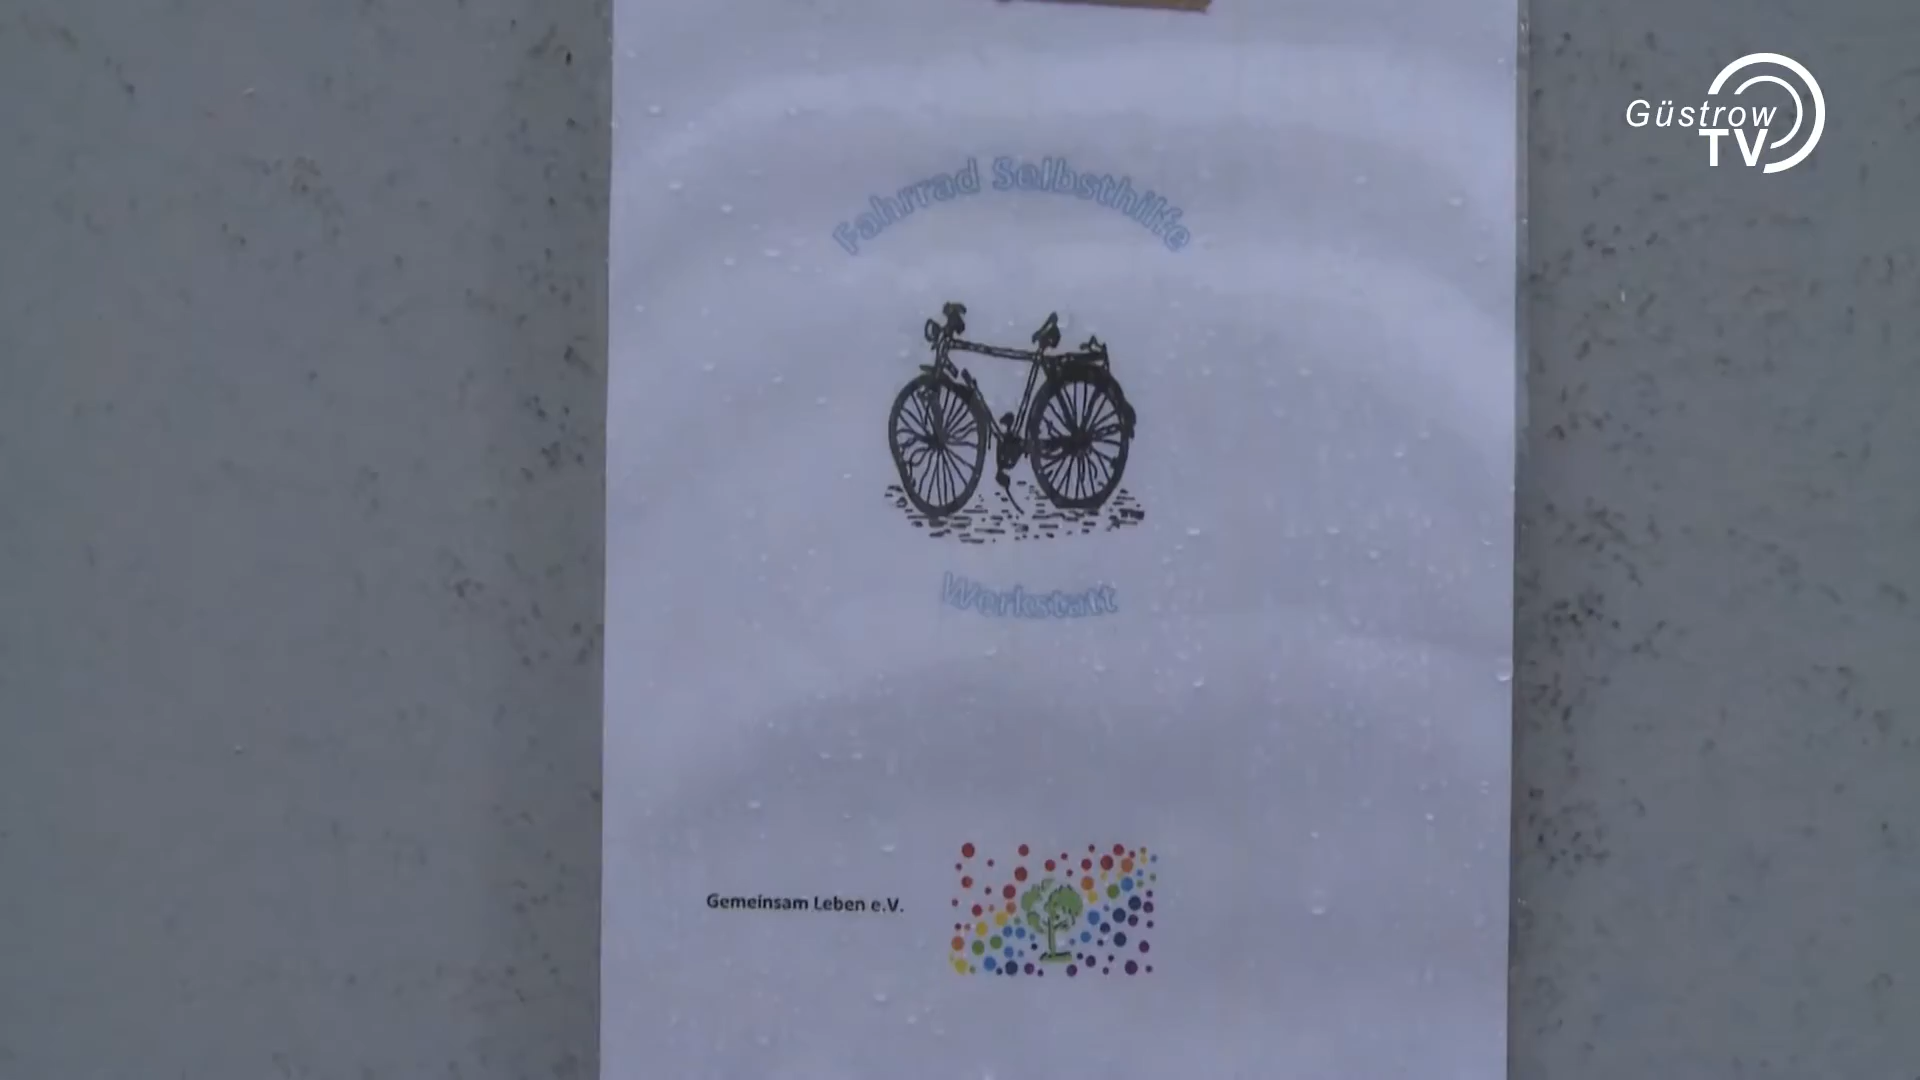 Güstrow
TV
Fahrrad Selbsthilfe
Werkstatt
Gemeinsam Leben e.V.